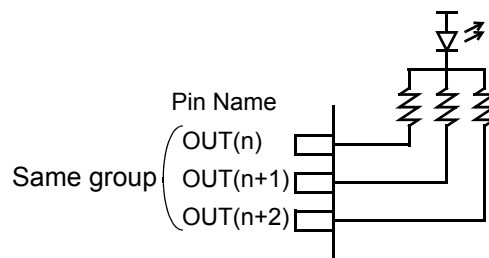 Pin Name
OUT(n)
Same group
OUT(n+1)
OUT(n+2)